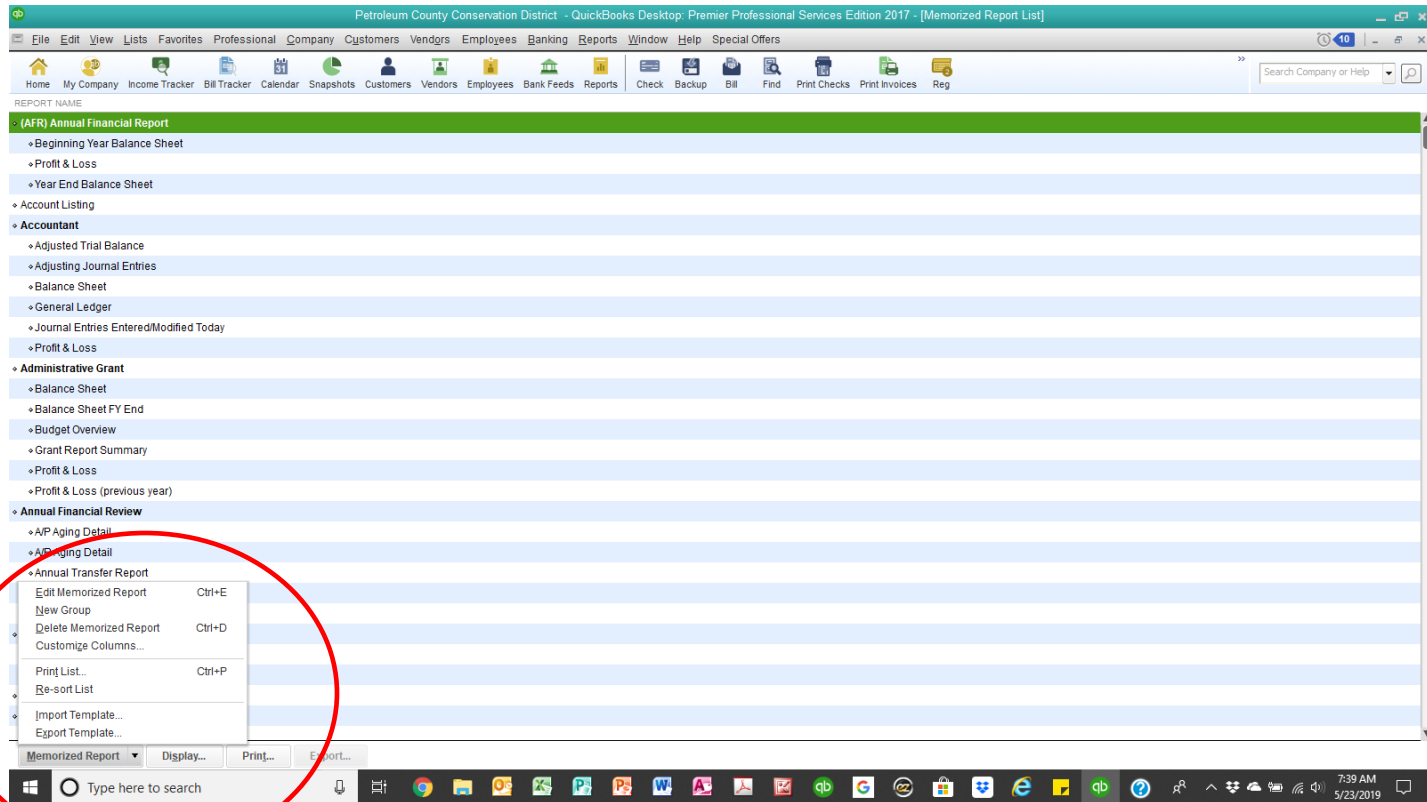 qb Petroleum County Conservation District - QuickBooks Desktop: Premier Professional Services Edition 2017 - [Memorized Report List]
File Edit View Lists Favorites Professional Company Customers Vendors Employees Banking Reports Window Help Special Offers 10
31
Home My Company Income Tracker Bill Tracker Calendar Snapshots Customers Vendors Employees Bank Feeds Reports Check Backup Bill Find Print Checks Print Invoices Reg » Search Company or Help
REPORT NAME
(AFR) Annual Financial Report
Beginning Year Balance Sheet
Profit & Loss
Year End Balance Sheet
Account Listing
Accountant
Adjusted Trial Balance
Adjusting Journal Entries
Balance Sheet
General Ledger
Journal Entries Entered/Modified Today
Profit & Loss
Administrative Grant
Balance Sheet
Balance Sheet FY End
Budget Overview
Grant Report Summary
Profit & Loss
Profit & Loss (previous year)
Annual Financial Review
A/P Aging Detail
A/R Aging Detail
Annual Transfer Report
Edit Memorized Report Ctrl+E
New Group
Delete Memorized Report Ctrl+D
Customize Columns...
Print List... Ctrl+P
Re-sort List
Import Template...
Export Template...
Memorized Report Display... Print... Export...
Type here to search qb G qb 7:39 AM
5/23/2019